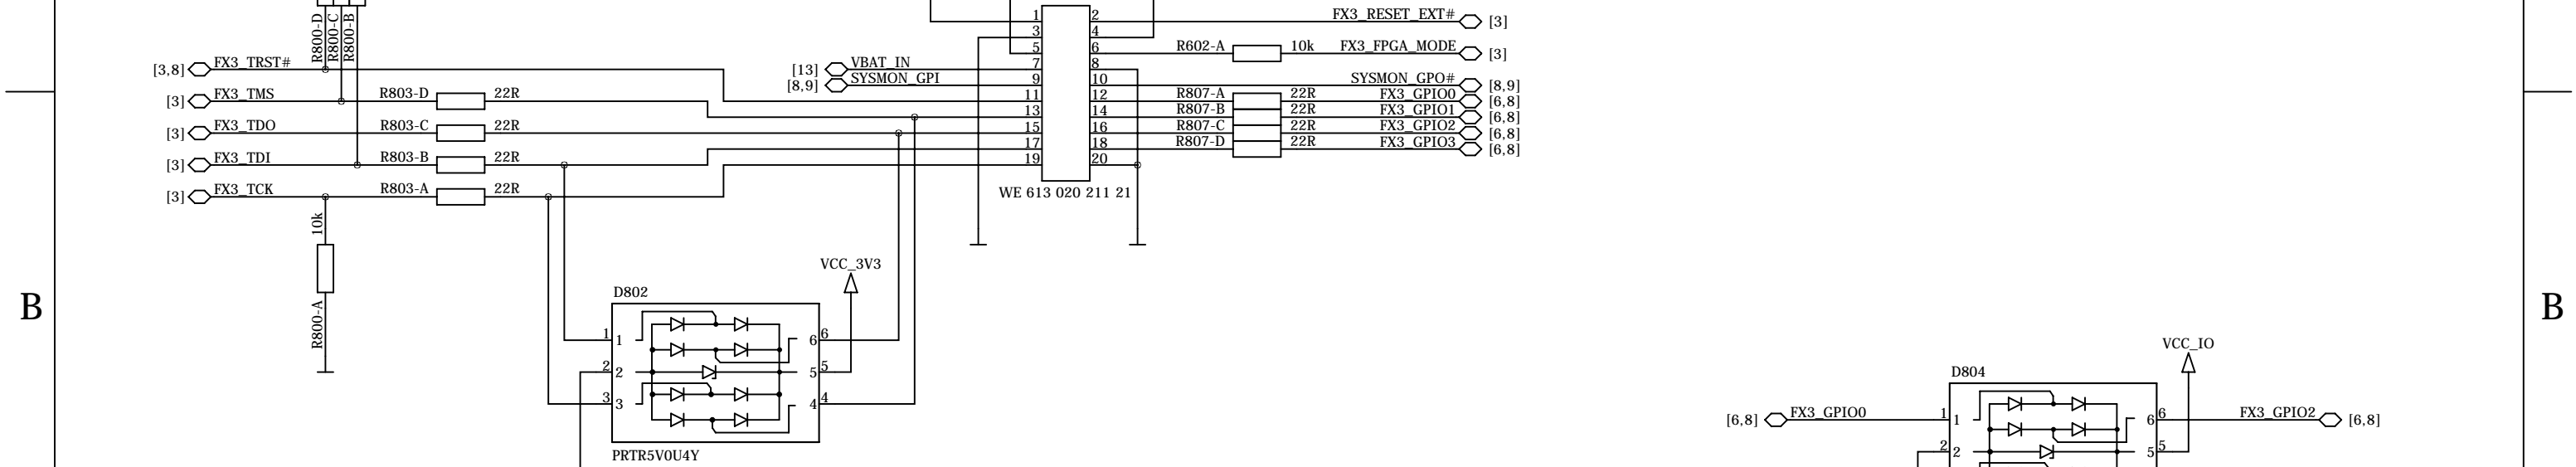 R800-D
R800-C
R800-B
1 2 FX3_RESET_EXT# [3]
3 4
5 6 R602-A 10k FX3_FPGA_MODE [3]
[3,8] FX3_TRST# [13] VBAT_IN 7 8
[8,9] SYSMON_GPI 9 10 SYSMON_GPO# [8,9]
[3] FX3_TMS R803-D 22R 11 12 R807-A 22R FX3_GPIO0 [6,8]
13 14 R807-B 22R FX3_GPIO1 [6,8]
[3] FX3_TDO R803-C 22R 15 16 R807-C 22R FX3_GPIO2 [6,8]
17 18 R807-D 22R FX3_GPIO3 [6,8]
[3] FX3_TDI R803-B 22R 19 20
[3] FX3_TCK R803-A 22R WE 613 020 211 21
10k
R800-A
VCC_3V3
D802
B B
1 1 6 6
2 2 5 5
3 3 4 4
PRTR5V0U4Y
VCC_IO
D804
[6,8] FX3_GPIO0 1 1 6 6 FX3_GPIO2 [6,8]
2 2 5 5